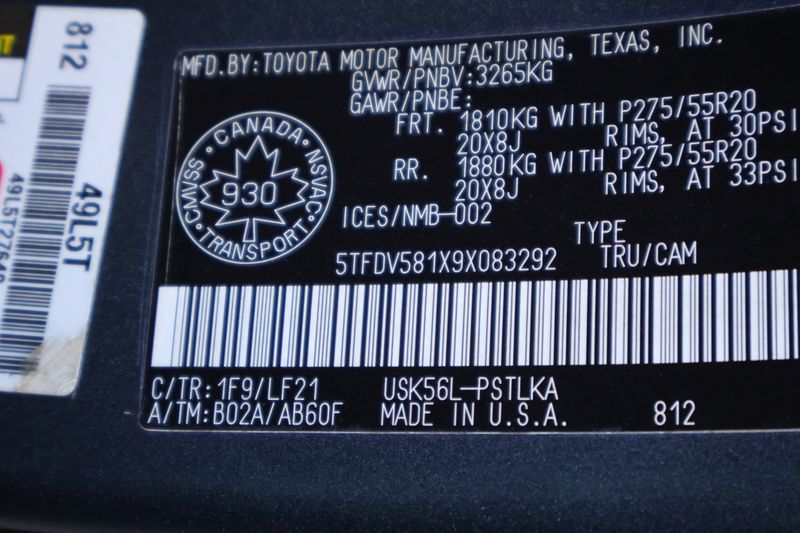 812
49L5T
MFD.BY:TOYOTA MOTOR MANUFACTURING, TEXAS, INC.
GVWR/PNBV:3265KG
GAWR/PNBE:
FRT. 1810KG WITH P275/55R20
20X8J RIMS, AT 30PSI
RR. 1880KG WITH P275/55R20
20X8J RIMS, AT 33PSI
CANADA
CMVSS · NSVAC
930
TRANSPORT
ICES/NMB-002
TYPE
5TFDV581X9X083292 TRU/CAM
C/TR:1F9/LF21 USK56L-PSTLKA
A/TM:B02A/AB60F MADE IN U.S.A. 812